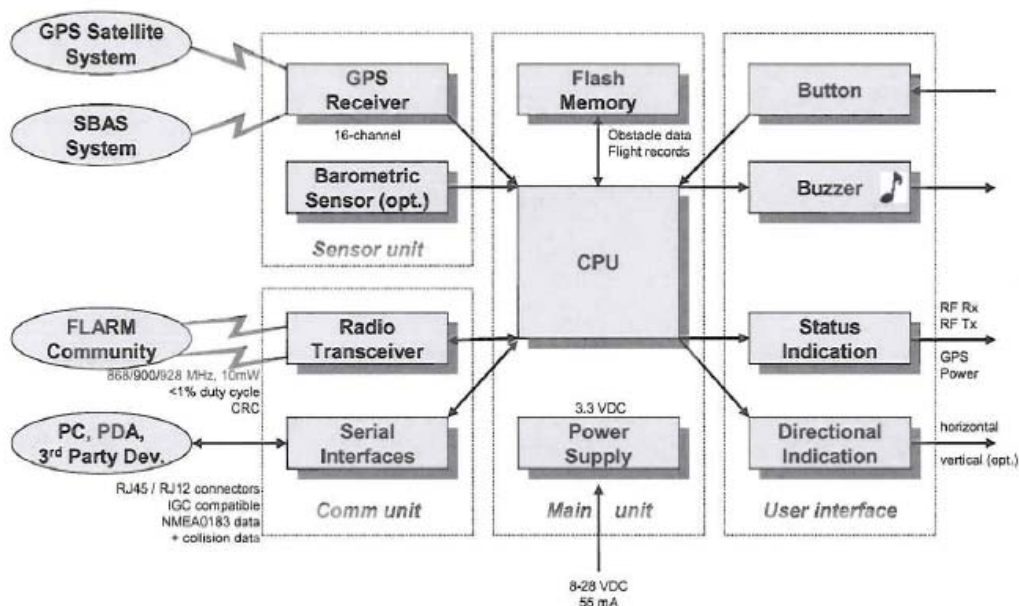 GPS Satellite
System
SBAS
System
GPS
Receiver
16-channel
Barometric
Sensor (opt.)
Sensor unit
FLARM
Community
868/900/928 MHz, 10mW
<1% duty cycle
CRC
Radio
Transceiver
PC, PDA,
3rd Party Dev.
RJ45 / RJ12 connectors
IGC compatible
NMEA0183 data
+ collision data
Serial
Interfaces
Comm unit
Flash
Memory
Obstacle data
Flight records
CPU
3.3 VDC
Power
Supply
Main unit
8-28 VDC
55 mA
Button
Buzzer
Status
Indication
RF Rx
RF Tx
GPS
Power
Directional
Indication
horizontal
vertical (opt.)
User interface